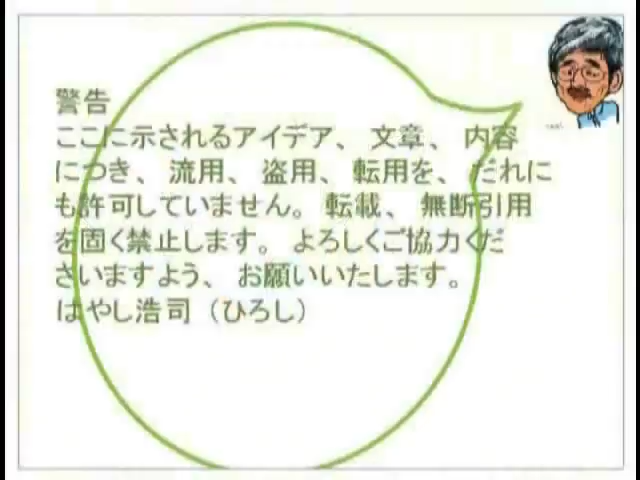 警告
ここに示されるアイデア、文章、内容
につき、流用、盗用、転用を、だれに
も許可していません。転載、無断引用
を固く禁止します。よろしくご協力くだ
さいますよう、お願いいたします。
はやし浩司（ひろし）